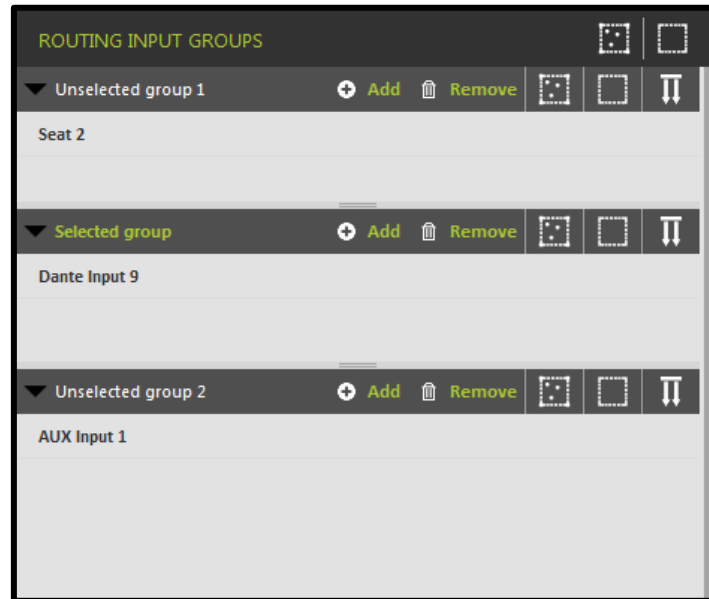 ROUTING INPUT GROUPS
Unselected group 1 Add Remove
Seat 2
Selected group Add Remove
Dante Input 9
Unselected group 2 Add Remove
AUX Input 1